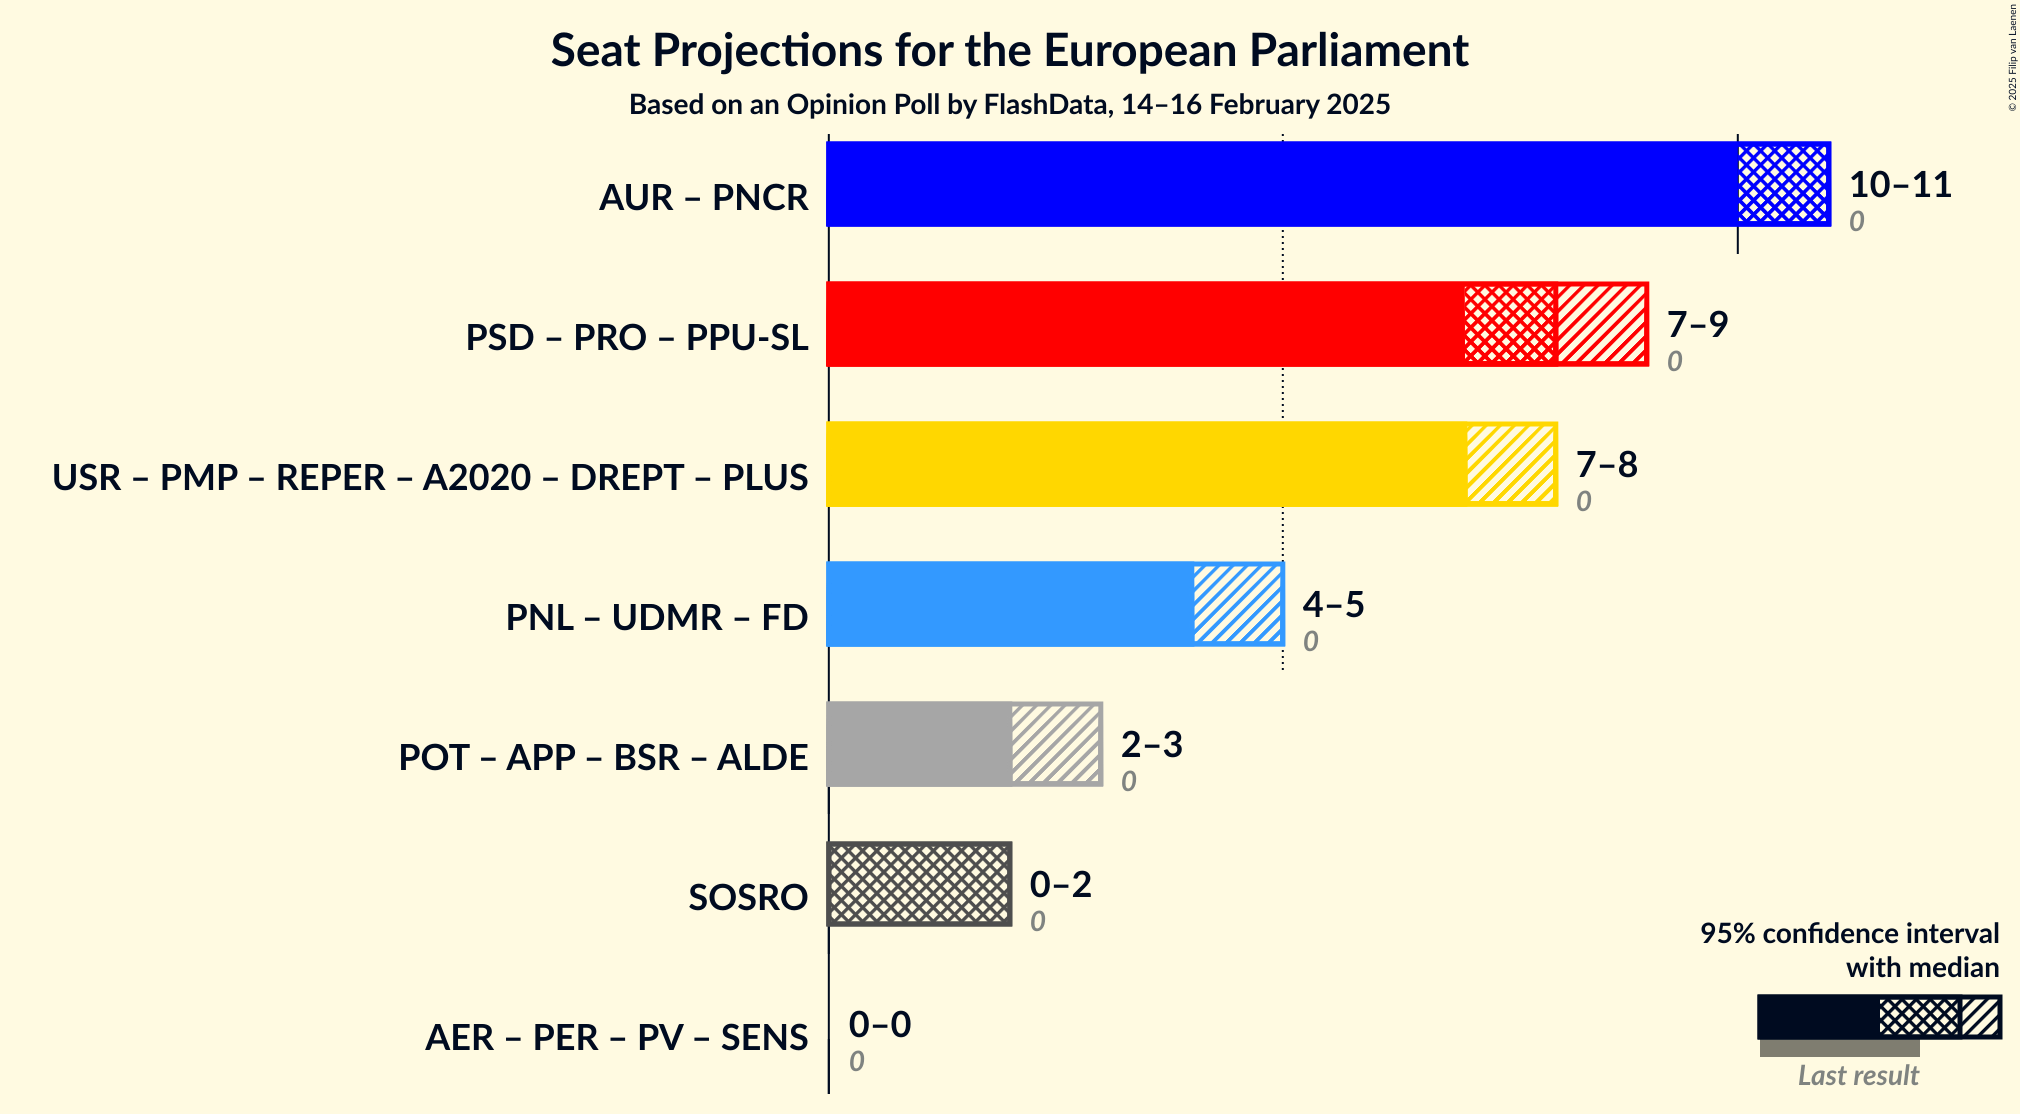 Seat Projections for the European Parliament
Based on an Opinion Poll by FlashData, 14–16 February 2025
© 2025 Filip van Laenen
AUR – PNCR
10–11
0
PSD – PRO – PPU-SL
7–9
0
USR – PMP – REPER – A2020 – DREPT – PLUS
7–8
0
PNL – UDMR – FD
4–5
0
POT – APP – BSR – ALDE
2–3
0
SOSRO
0–2
0
AER – PER – PV – SENS
0–0
0
95% confidence interval
with median
Last result